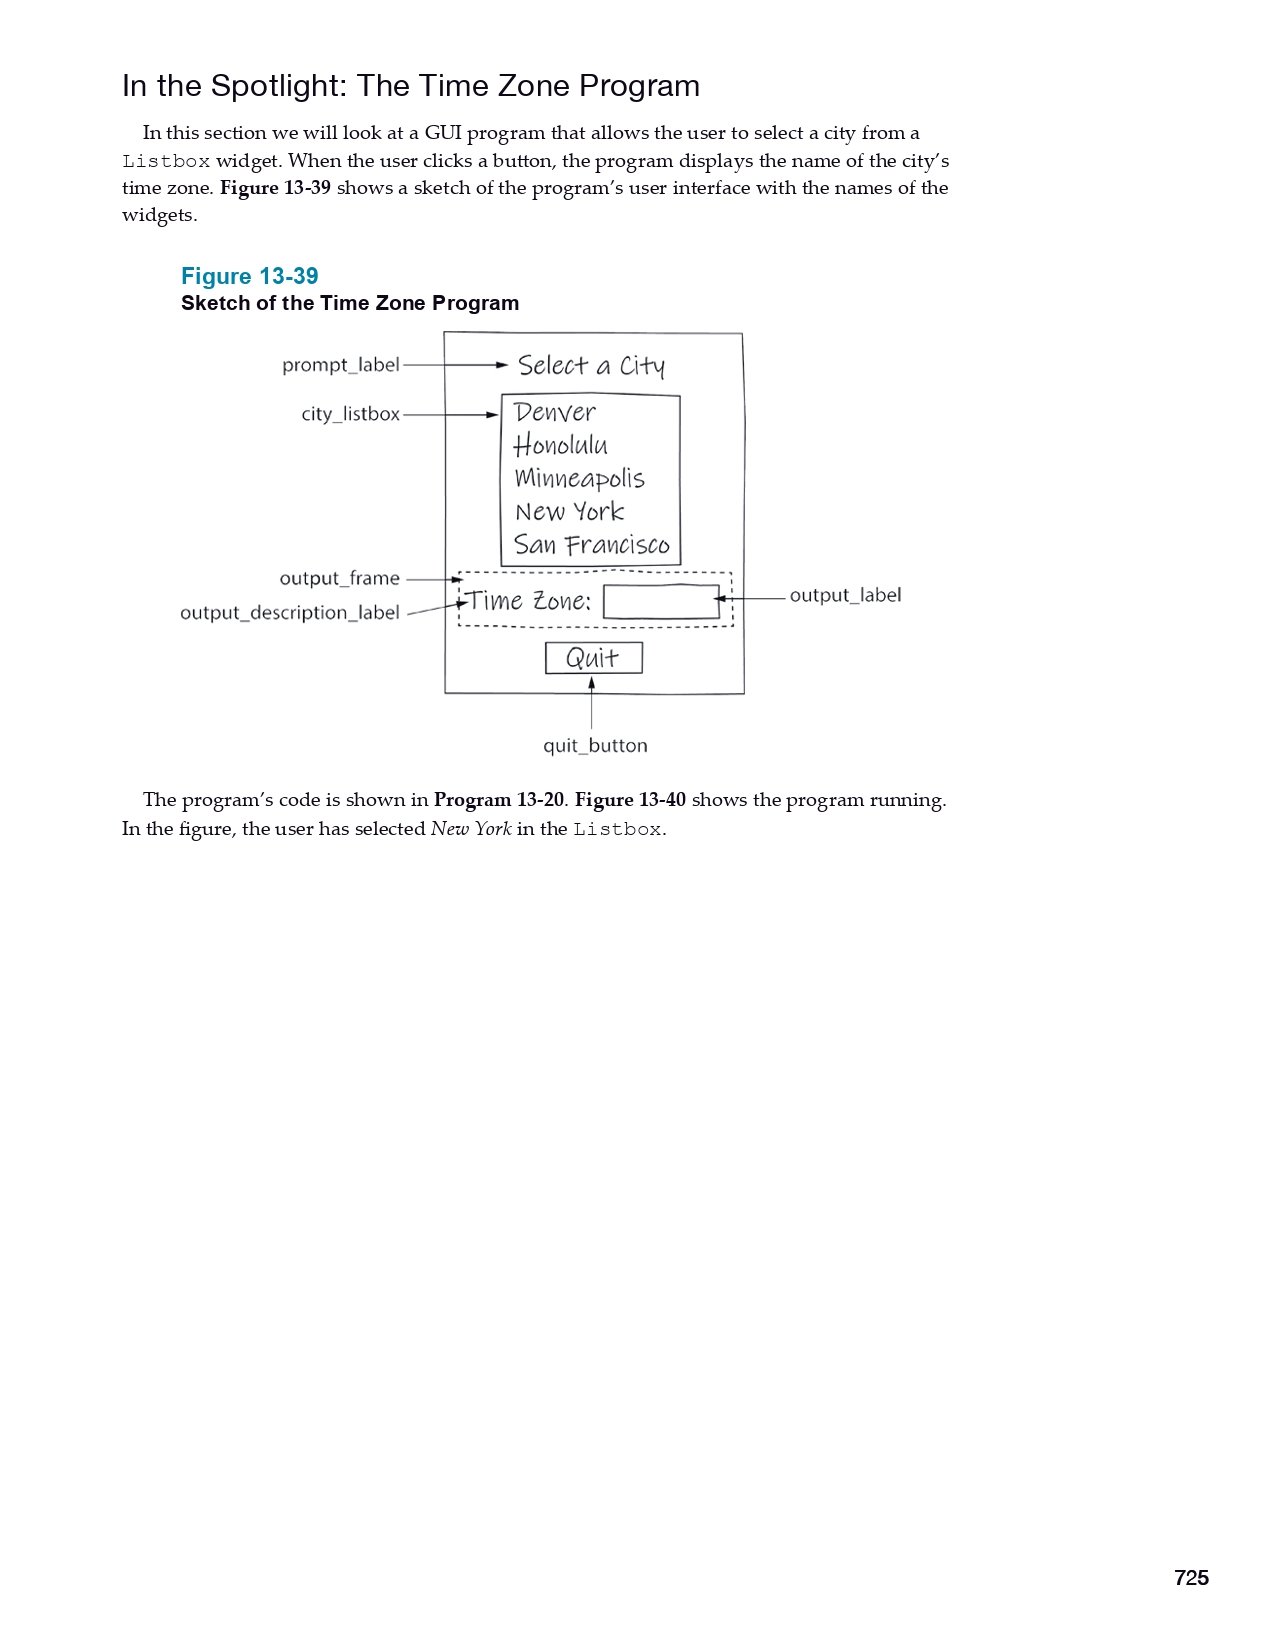 In the Spotlight: The Time Zone Program
In this section we will look at a GUI program that allows the user to select a city from a
Listbox widget. When the user clicks a button, the program displays the name of the city’s
time zone. Figure 13-39 shows a sketch of the program’s user interface with the names of the
widgets.
Figure 13-39
Sketch of the Time Zone Program
prompt_label
Select a City
city_listbox
Denver
Honolulu
Minneapolis
New York
San Francisco
output_frame
output_description_label
Time Zone:
output_label
Quit
quit_button
The program’s code is shown in Program 13-20. Figure 13-40 shows the program running.
In the figure, the user has selected New York in the Listbox.
725